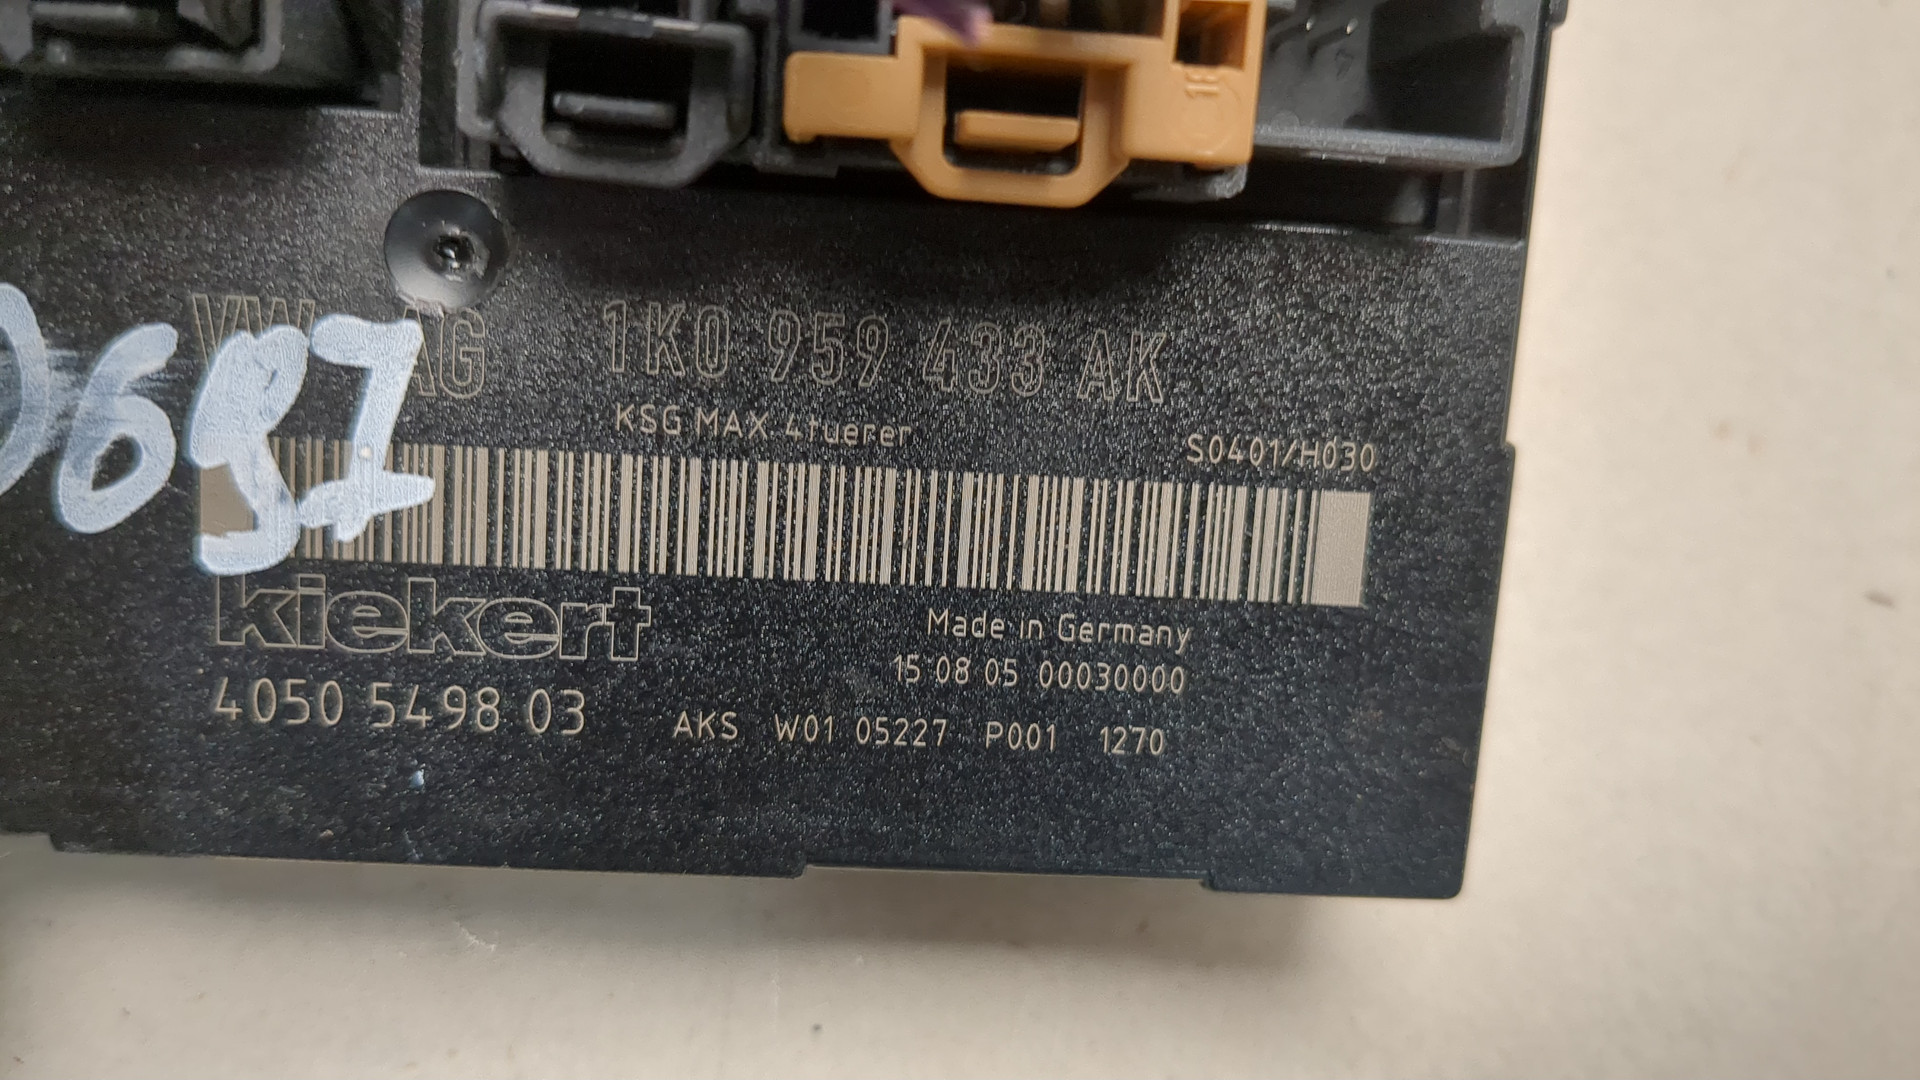 VW AG 1K0 959 433 AK
KSG MAX 4tuerer
S0401/H030
kiekert
Made in Germany
15 08 05 00030000
4050 5498 03
AKS W01 05227 P001 1270